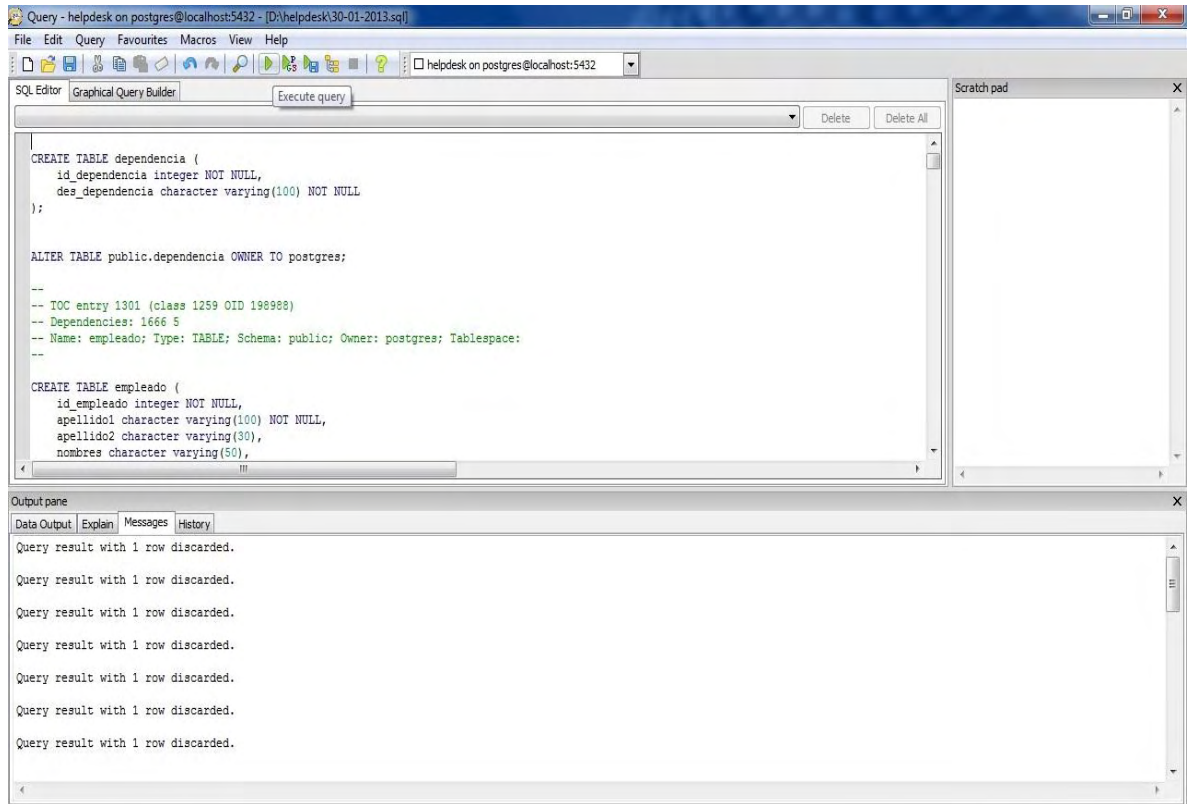 Query - helpdesk on postgres@localhost:5432 - [D:\helpdesk\30-01-2013.sql]
File Edit Query Favourites Macros View Help
helpdesk on postgres@localhost:5432
SQL Editor Graphical Query Builder
Execute query
Scratch pad
Delete Delete All
CREATE TABLE dependencia (
    id_dependencia integer NOT NULL,
    des_dependencia character varying(100) NOT NULL
);
ALTER TABLE public.dependencia OWNER TO postgres;
--
-- TOC entry 1301 (class 1259 OID 198988)
-- Dependencies: 1666 5
-- Name: empleado; Type: TABLE; Schema: public; Owner: postgres; Tablespace:
--
CREATE TABLE empleado (
    id_empleado integer NOT NULL,
    apellido1 character varying(100) NOT NULL,
    apellido2 character varying(30),
    nombres character varying(50),
Output pane
Data Output Explain Messages History
Query result with 1 row discarded.
Query result with 1 row discarded.
Query result with 1 row discarded.
Query result with 1 row discarded.
Query result with 1 row discarded.
Query result with 1 row discarded.
Query result with 1 row discarded.